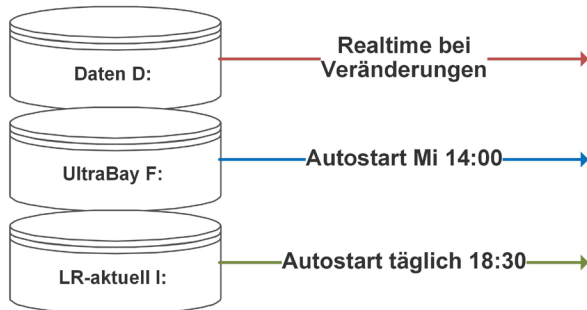 Daten D:
Realtime bei
Veränderungen
UltraBay F:
Autostart Mi 14:00
LR-aktuell I:
Autostart täglich 18:30